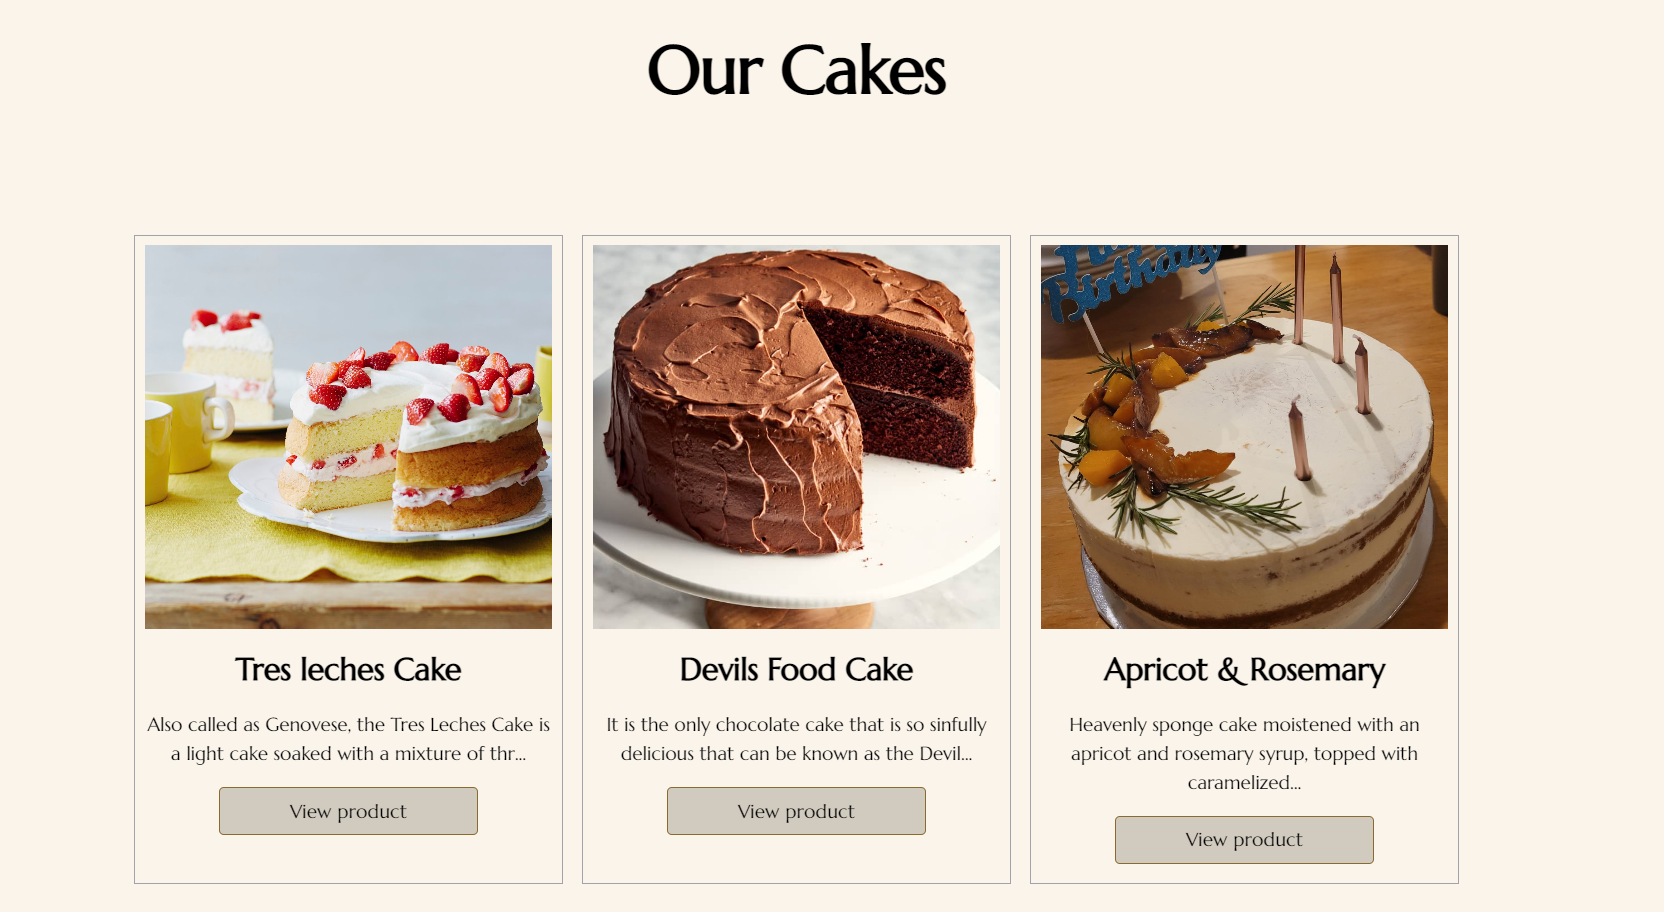 Our Cakes
Birthday
Tres leches Cake
Also called as Genovese, the Tres Leches Cake is
a light cake soaked with a mixture of thr...
View product
Devils Food Cake
It is the only chocolate cake that is so sinfully
delicious that can be known as the Devil...
View product
Apricot & Rosemary
Heavenly sponge cake moistened with an
apricot and rosemary syrup, topped with
caramelized...
View product